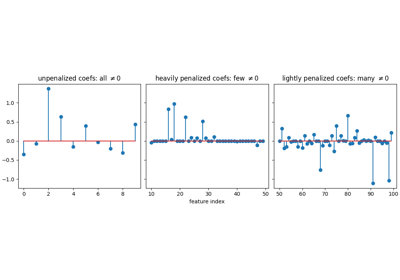 unpenalized coefs: all ≠0
heavily penalized coefs: few ≠0
lightly penalized coefs: many ≠0
1.0
0.5
0.0
−0.5
−1.0
0 2 4 6 8
10 20 30 40 50
50 60 70 80 90 100
feature index